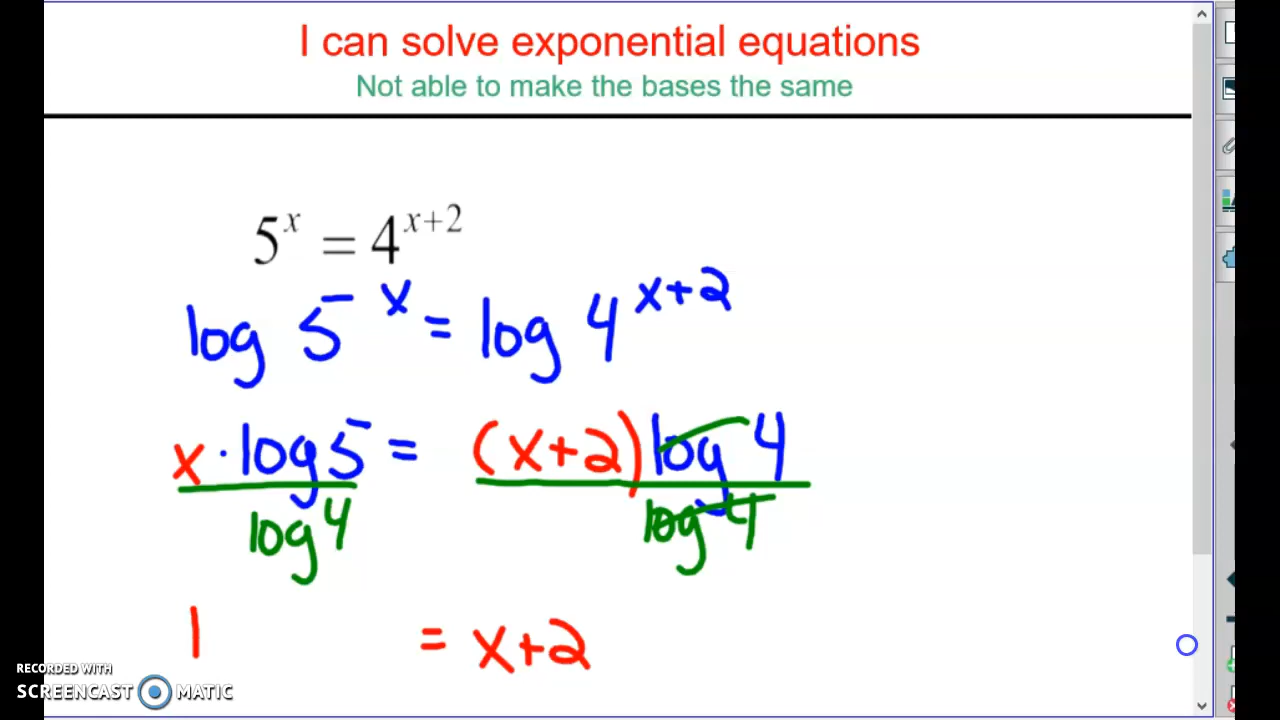 I can solve exponential equations
Not able to make the bases the same
5^x = 4^{x+2}
log 5^x = log 4^{x+2}
x · log 5 = (x+2) log 4
log 4 log 4
1 = x+2
RECORDED WITH
SCREENCAST MATIC